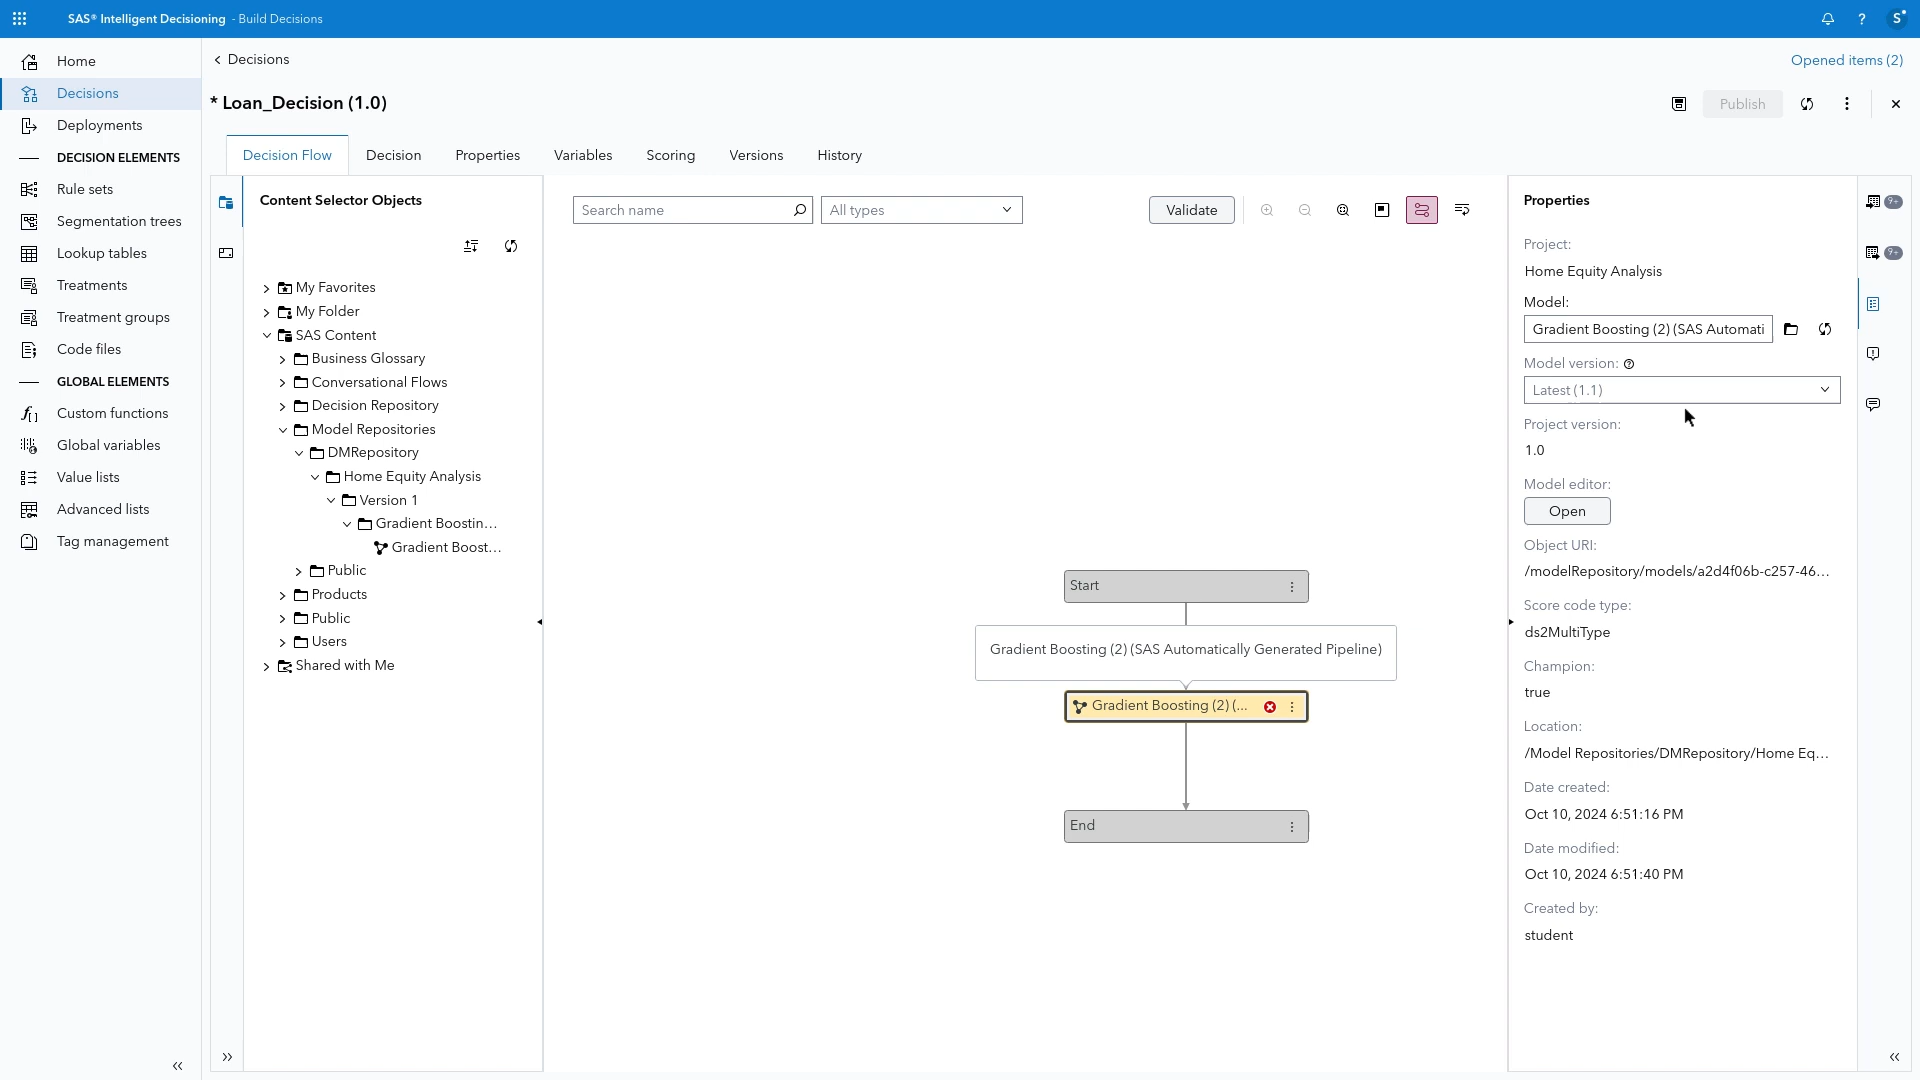 SAS® Intelligent Decisioning - Build Decisions
?
S
Home
Decisions
Deployments
DECISION ELEMENTS
Rule sets
Segmentation trees
Lookup tables
Treatments
Treatment groups
Code files
GLOBAL ELEMENTS
Custom functions
Global variables
Value lists
Advanced lists
Tag management
Decisions
Opened items (2)
* Loan_Decision (1.0)
Publish
Decision Flow
Decision
Properties
Variables
Scoring
Versions
History
Content Selector Objects
My Favorites
My Folder
SAS Content
Business Glossary
Conversational Flows
Decision Repository
Model Repositories
DMRepository
Home Equity Analysis
Version 1
Gradient Boostin...
Gradient Boost...
Public
Products
Public
Users
Shared with Me
Search name
All types
Validate
Start
Gradient Boosting (2) (SAS Automatically Generated Pipeline)
Gradient Boosting (2) (...
End
Properties
Project:
Home Equity Analysis
Model:
Gradient Boosting (2) (SAS Automati
Model version:
Latest (1.1)
Project version:
1.0
Model editor:
Open
Object URI:
/modelRepository/models/a2d4f06b-c257-46...
Score code type:
ds2MultiType
Champion:
true
Location:
/Model Repositories/DMRepository/Home Eq...
Date created:
Oct 10, 2024 6:51:16 PM
Date modified:
Oct 10, 2024 6:51:40 PM
Created by:
student
9+
9+